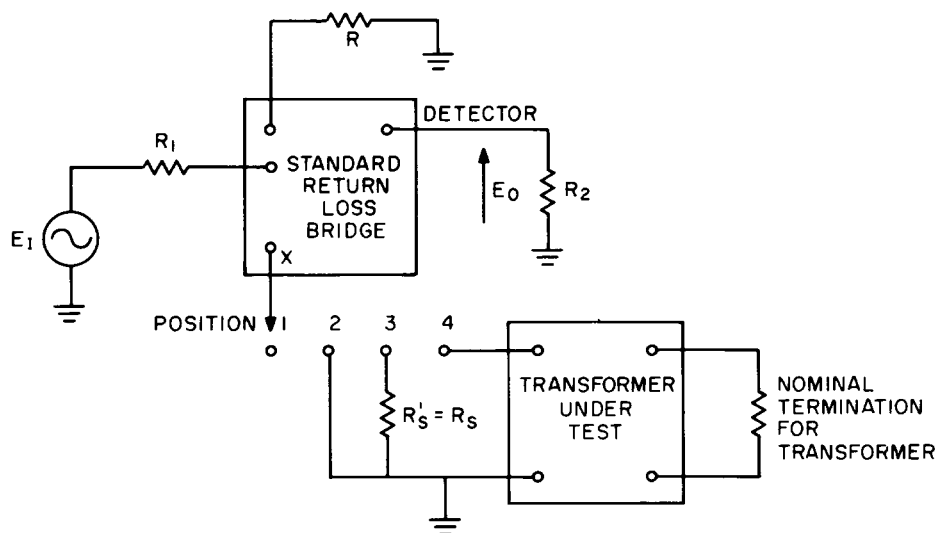 R
DETECTOR
R1
STANDARD
RETURN
LOSS
BRIDGE
EO
R2
EI
X
POSITION 1 2 3 4
R'S = RS
TRANSFORMER
UNDER
TEST
NOMINAL
TERMINATION
FOR
TRANSFORMER